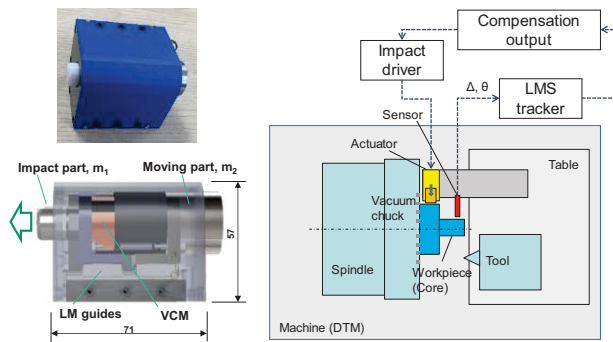 Impact part, m₁
Moving part, m₂
57
LM guides
VCM
71
Compensation
output
Impact
driver
Δ, θ
LMS
tracker
Sensor
Actuator
Table
Vacuum
chuck
Spindle
Workpiece
(Core)
Tool
Machine (DTM)